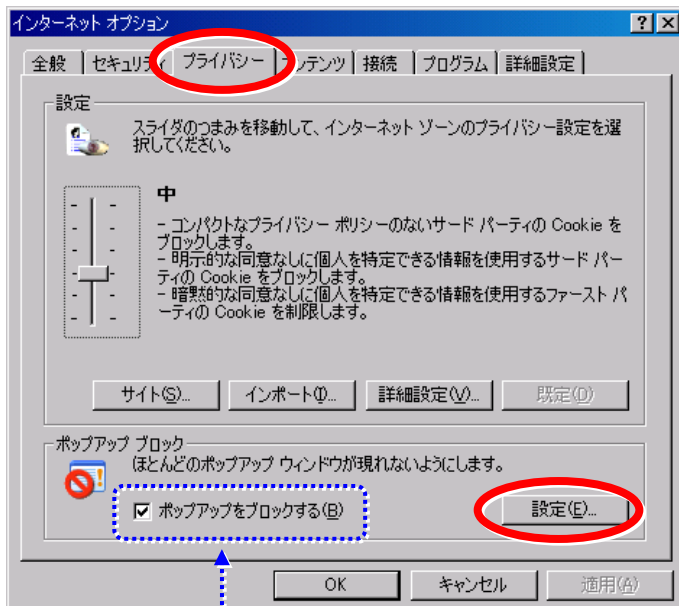 インターネット オプション
全般 セキュリティ プライバシー コンテンツ 接続 プログラム 詳細設定
設定
スライダのつまみを移動して、インターネット ゾーンのプライバシー設定を選
択してください。
中
- コンパクトなプライバシー ポリシーのないサード パーティの Cookie を
ブロックします。
- 明示的な同意なしに個人を特定できる情報を使用するサード パー
ティの Cookie をブロックします。
- 暗黙的な同意なしに個人を特定できる情報を使用するファースト パ
ーティの Cookie を制限します。
サイト(S)... インポート(I)... 詳細設定(V)... 既定(D)
ポップアップ ブロック
ほとんどのポップアップ ウィンドウが現れないようにします。
ポップアップをブロックする(B) 設定(E)...
OK キャンセル 適用(A)